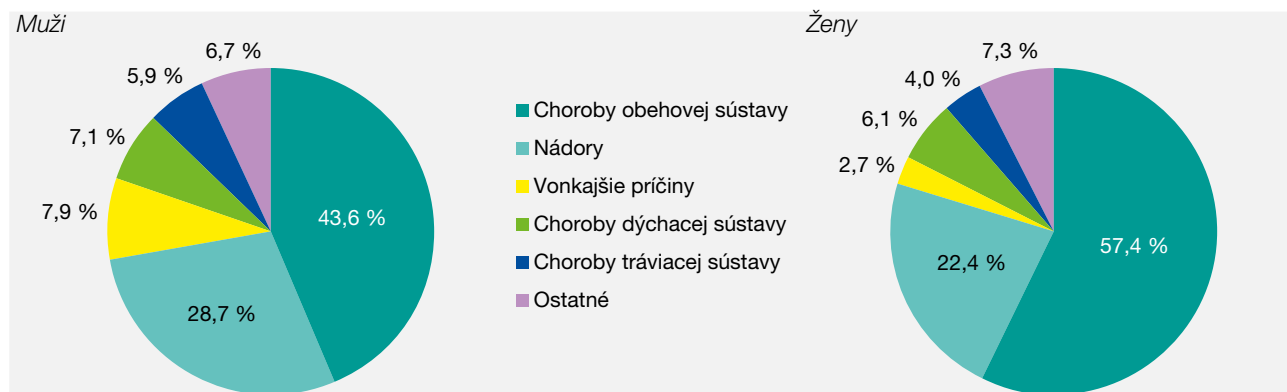 Muži
6,7 %
5,9 %
7,1 %
7,9 %
43,6 %
28,7 %
Choroby obehovej sústavy
Nádory
Vonkajšie príčiny
Choroby dýchacej sústavy
Choroby tráviacej sústavy
Ostatné
Ženy
7,3 %
4,0 %
6,1 %
2,7 %
57,4 %
22,4 %